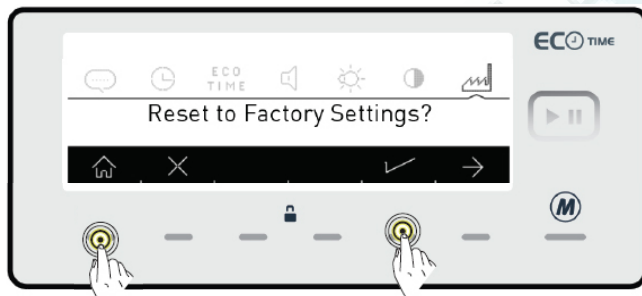 ECO TIME
ECO
TIME
Reset to Factory Settings?
M